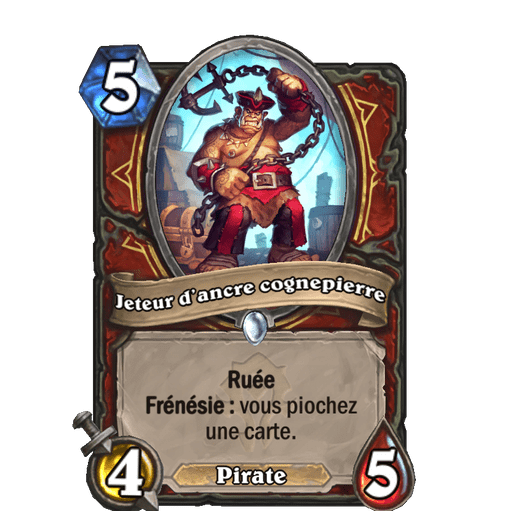 5
Jeteur d'ancre cognepierre
Ruée
Frénésie : vous piochez
une carte.
4
Pirate
5